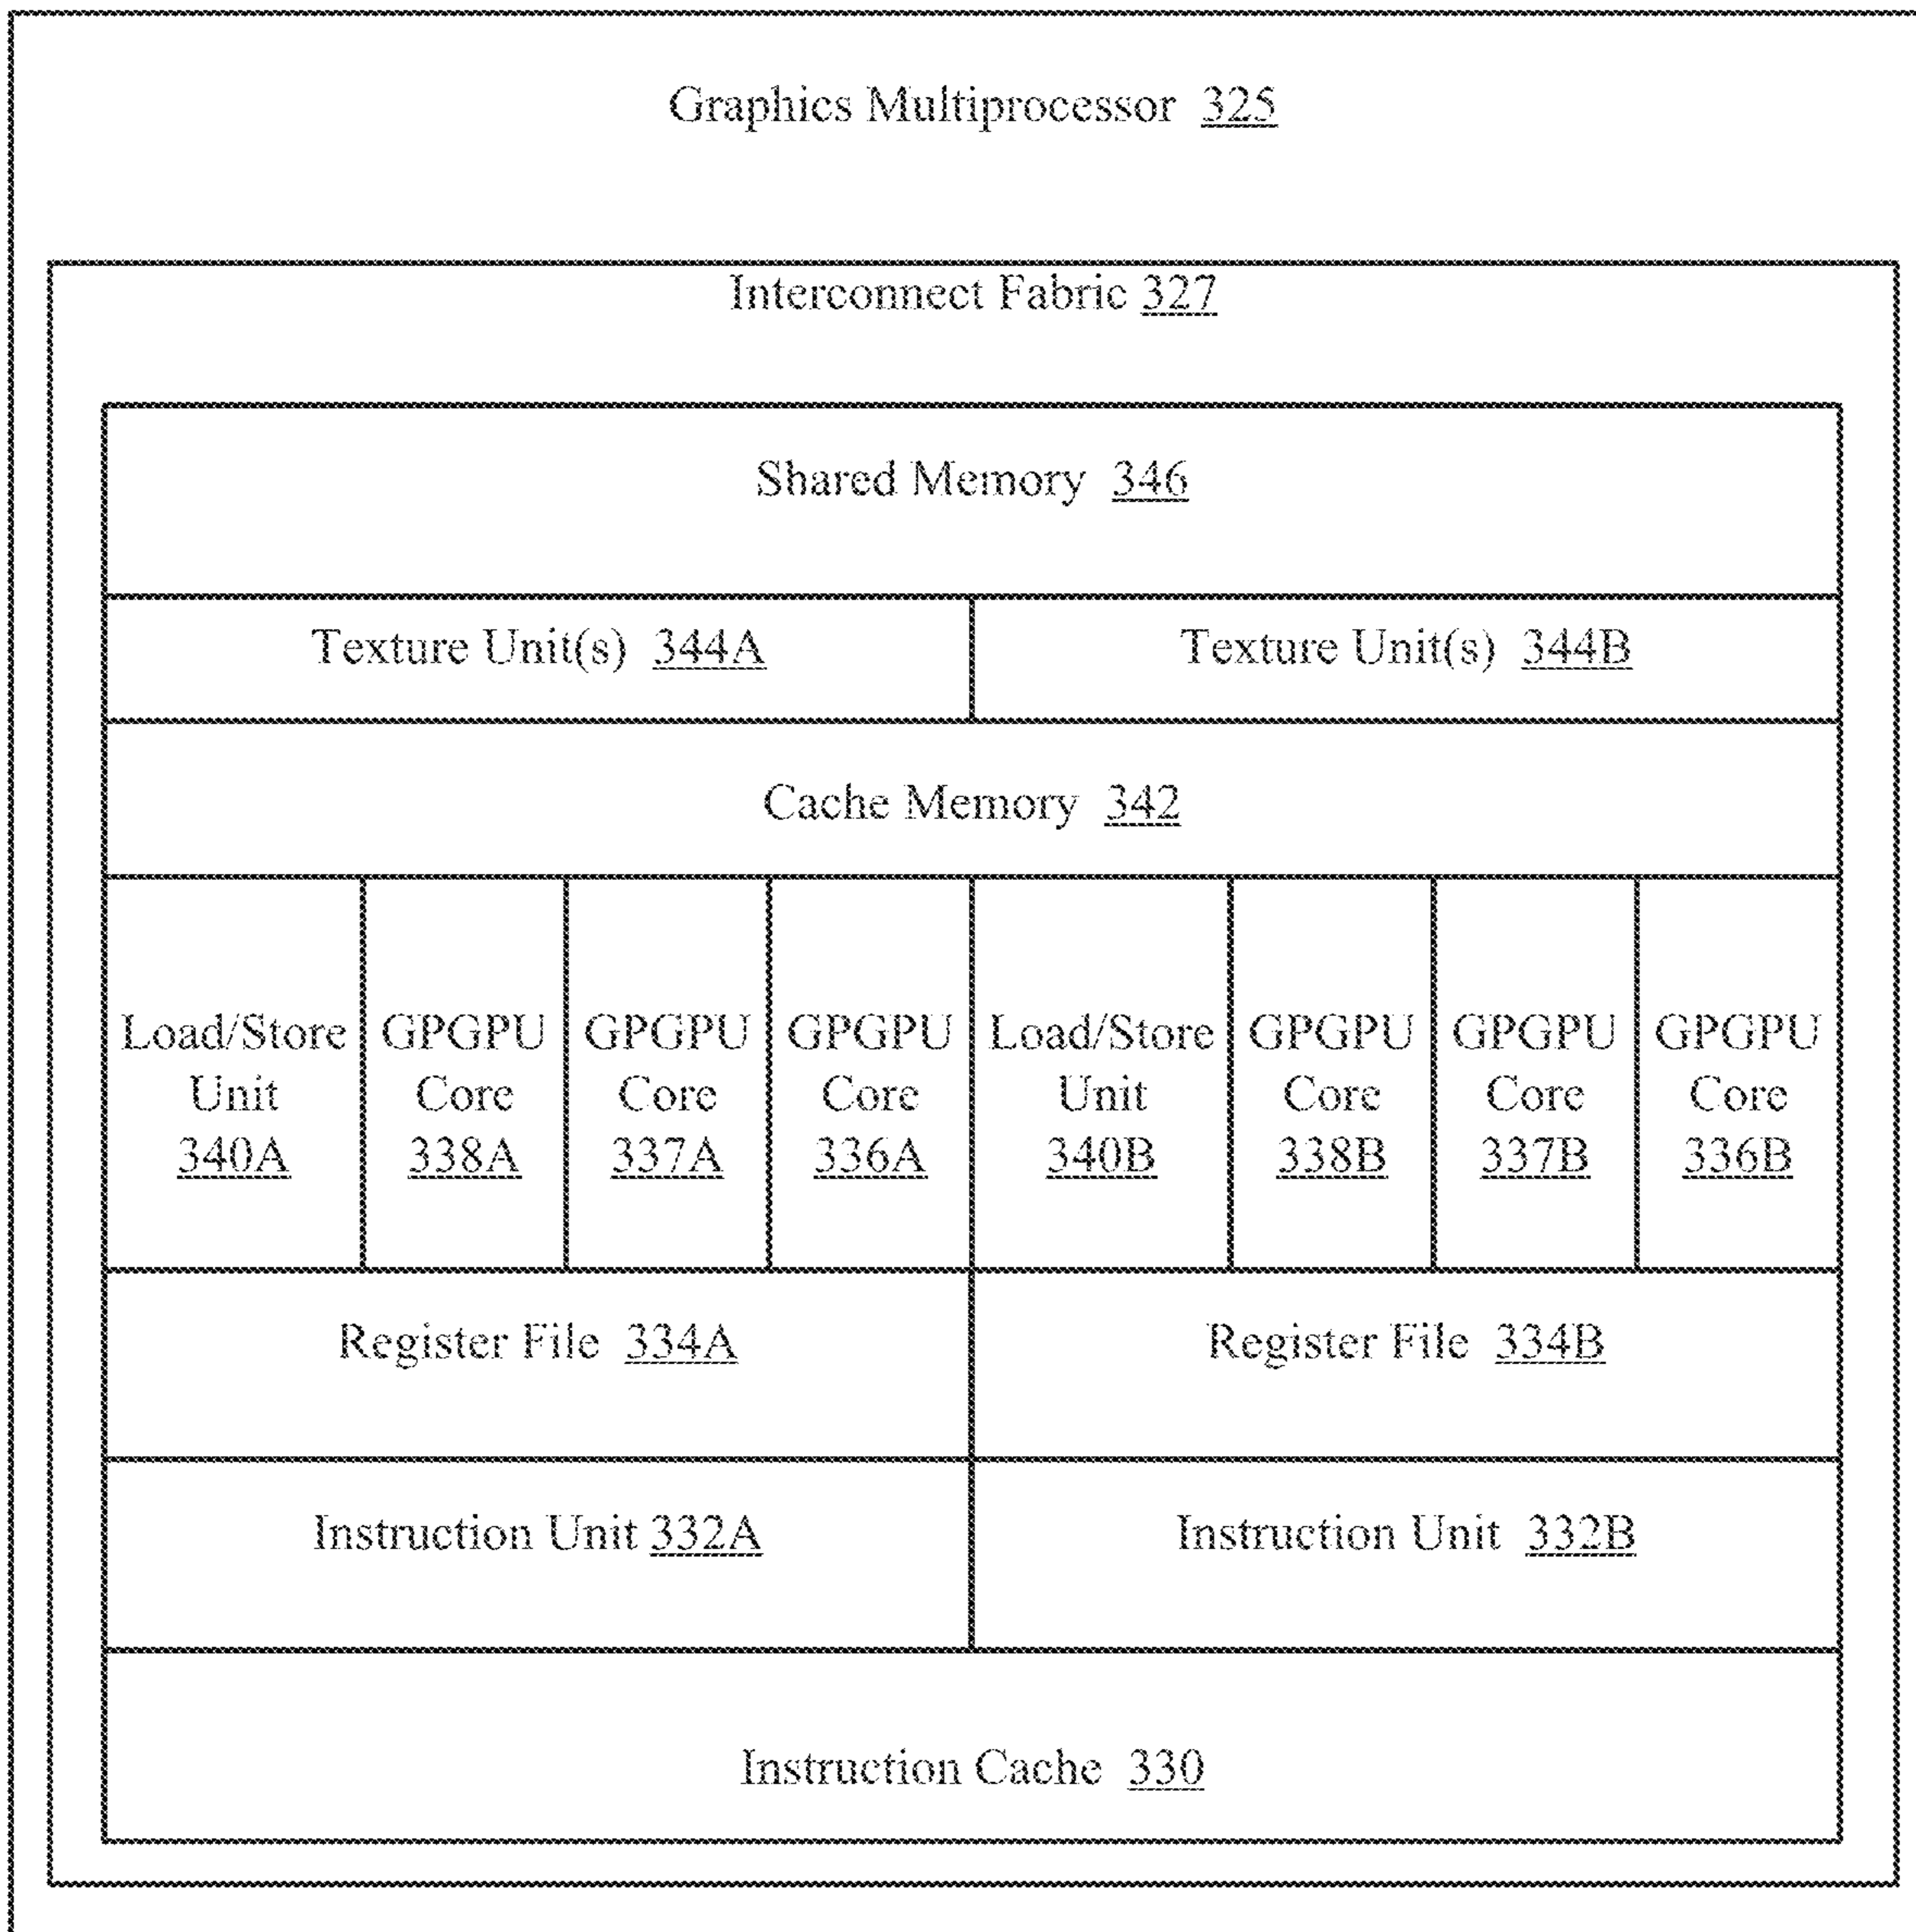 Graphics Multiprocessor 325
Interconnect Fabric 327
Shared Memory 346
Texture Unit(s) 344A
Texture Unit(s) 344B
Cache Memory 342
Load/Store
Unit
340A
GPGPU
Core
338A
GPGPU
Core
337A
GPGPU
Core
336A
Load/Store
Unit
340B
GPGPU
Core
338B
GPGPU
Core
337B
GPGPU
Core
336B
Register File 334A
Register File 334B
Instruction Unit 332A
Instruction Unit 332B
Instruction Cache 330